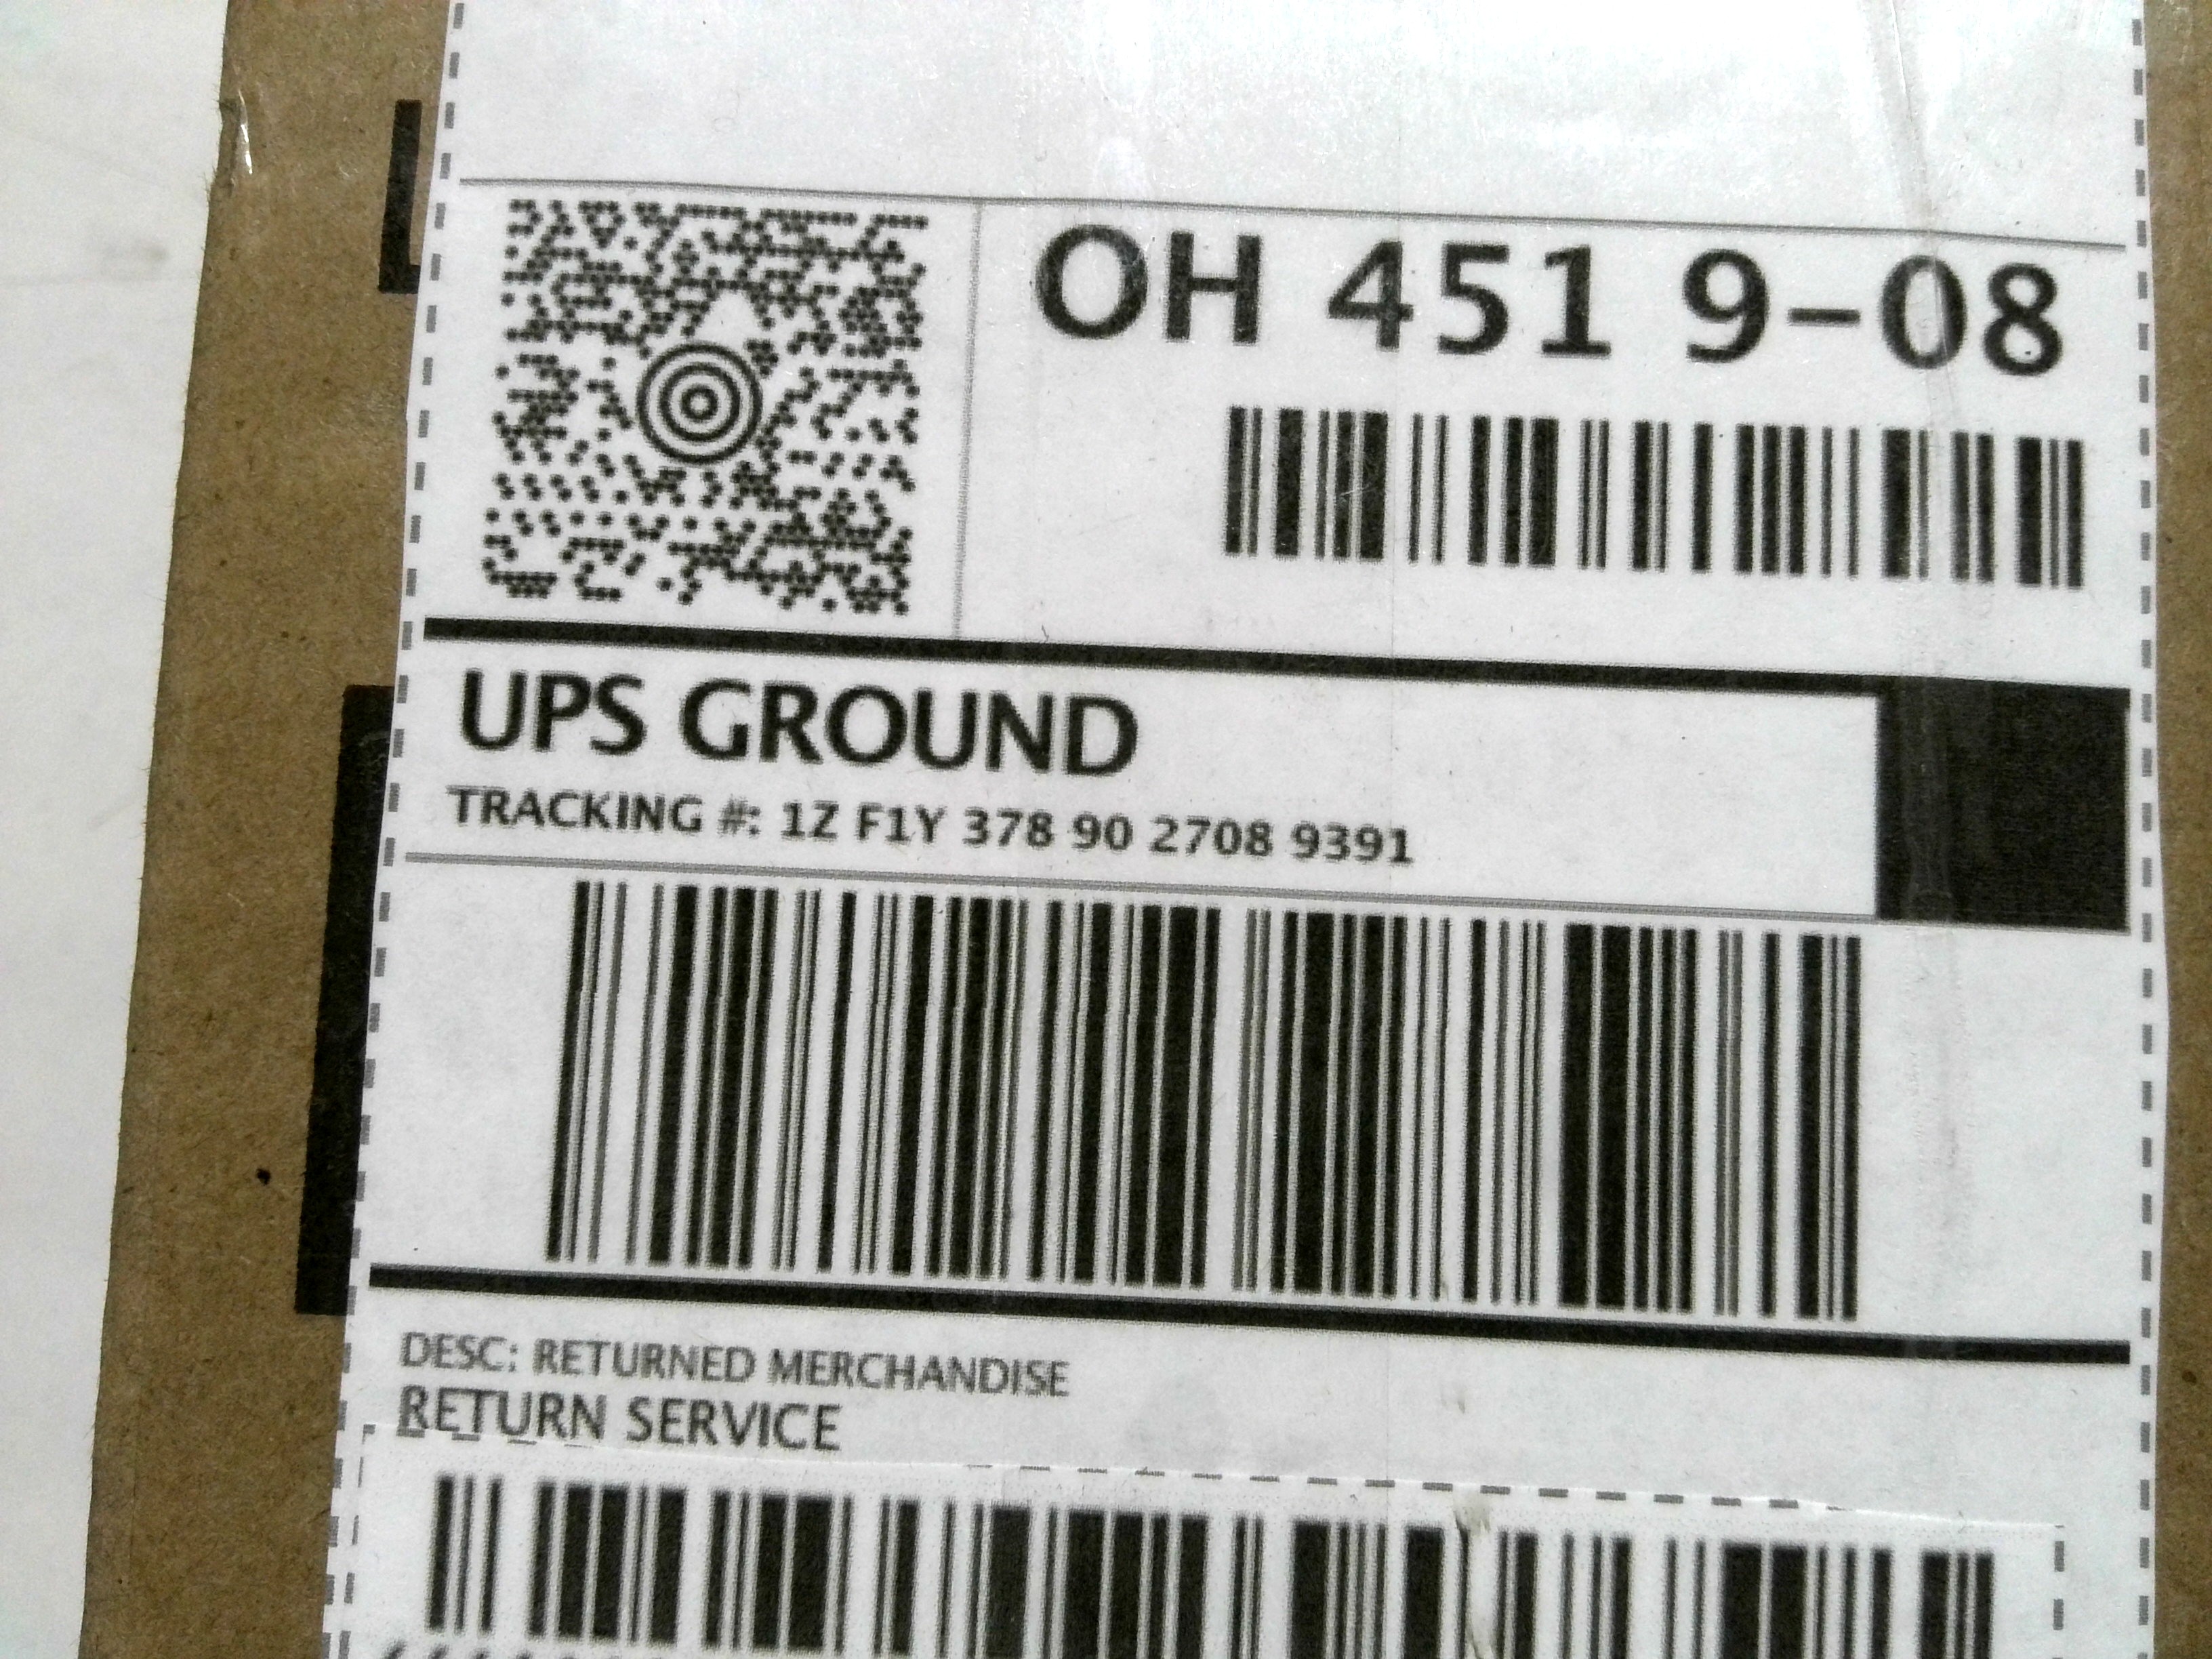 OH 451 9-08
UPS GROUND
TRACKING #: 1Z F1Y 378 90 2708 9391
DESC: RETURNED MERCHANDISE
RETURN SERVICE